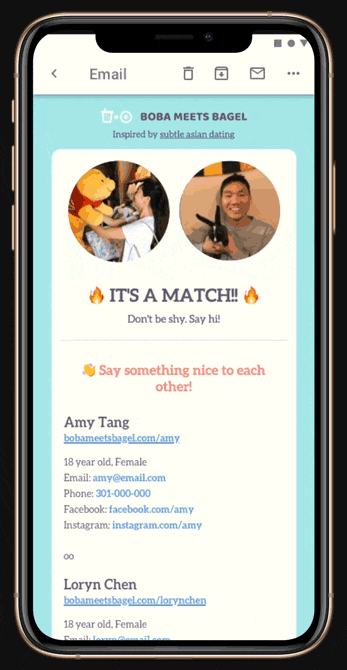 Email
BOBA MEETS BAGEL
Inspired by subtle asian dating
🔥 IT'S A MATCH!! 🔥
Don't be shy. Say hi!
👋 Say something nice to each
other!
Amy Tang
bobameetsbagel.com/amy
18 year old, Female
Email: amy@email.com
Phone: 301-000-000
Facebook: facebook.com/amy
Instagram: instagram.com/amy
∞
Loryn Chen
bobameetsbagel.com/lorynchen
18 year old, Female
Email: loryn@email.com